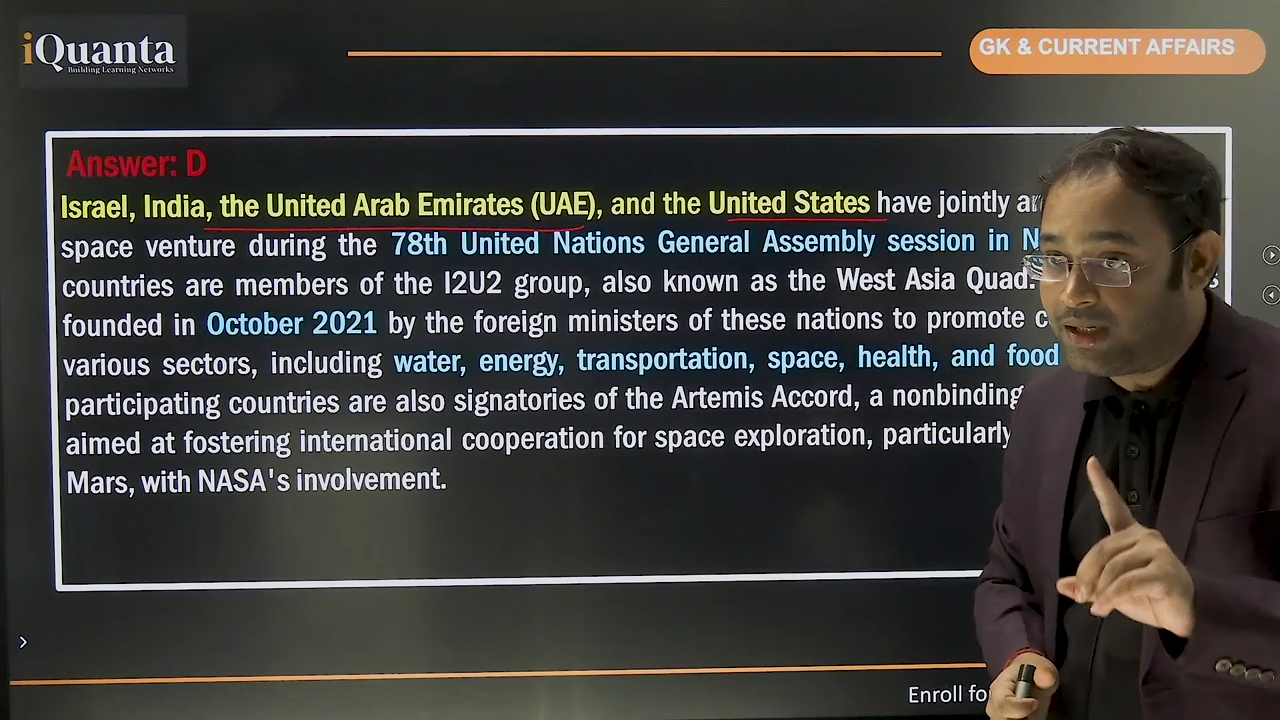 iQuanta
Building Learning Networks
GK & CURRENT AFFAIRS
Answer: D
Israel, India, the United Arab Emirates (UAE), and the United States have jointly
space venture during the 78th United Nations General Assembly session in
countries are members of the I2U2 group, also known as the West Asia Quad.
founded in October 2021 by the foreign ministers of these nations to promote
various sectors, including water, energy, transportation, space, health, and food
participating countries are also signatories of the Artemis Accord, a nonbinding
aimed at fostering international cooperation for space exploration, particularly
Mars, with NASA's involvement.
Enroll